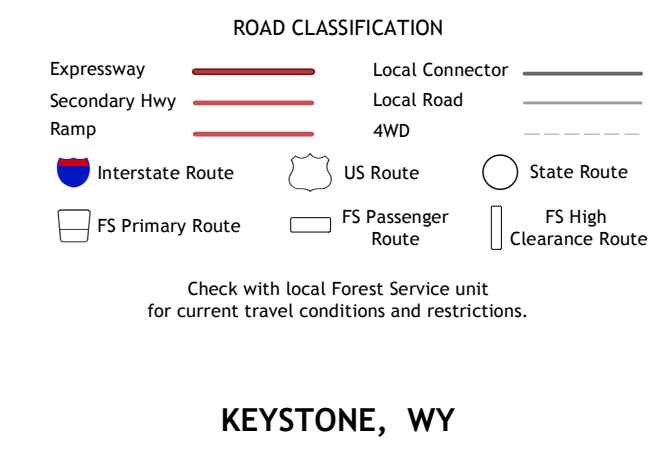 ROAD CLASSIFICATION
Expressway
Local Connector
Secondary Hwy
Local Road
Ramp
4WD
Interstate Route
US Route
State Route
FS Primary Route
FS Passenger
Route
FS High
Clearance Route
Check with local Forest Service unit
for current travel conditions and restrictions.
KEYSTONE, WY